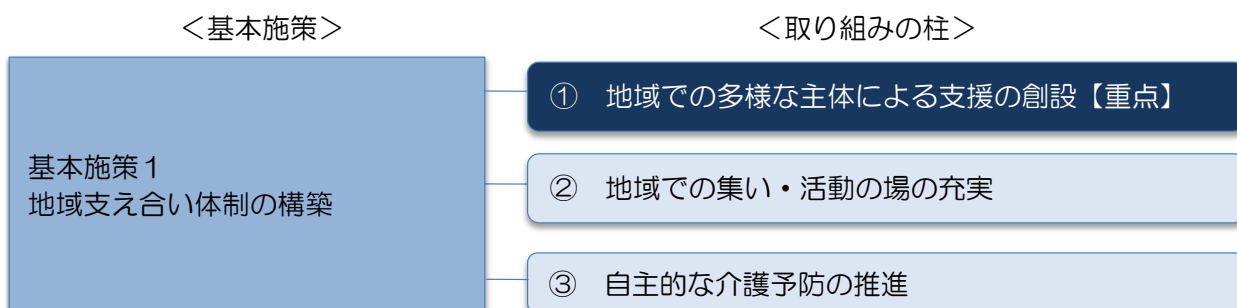 ＜基本施策＞
＜取り組みの柱＞
基本施策１
地域支え合い体制の構築
① 地域での多様な主体による支援の創設【重点】
② 地域での集い・活動の場の充実
③ 自主的な介護予防の推進